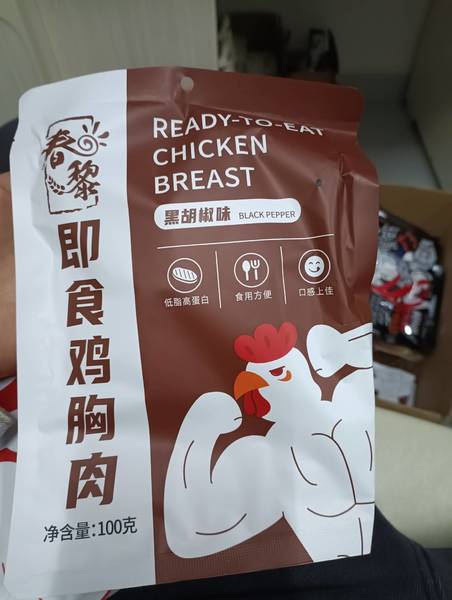 春黎
即食鸡胸肉
净含量:100克
READY-TO-EAT
CHICKEN
BREAST
黑胡椒味 BLACK PEPPER
低脂高蛋白
食用方便
口感上佳